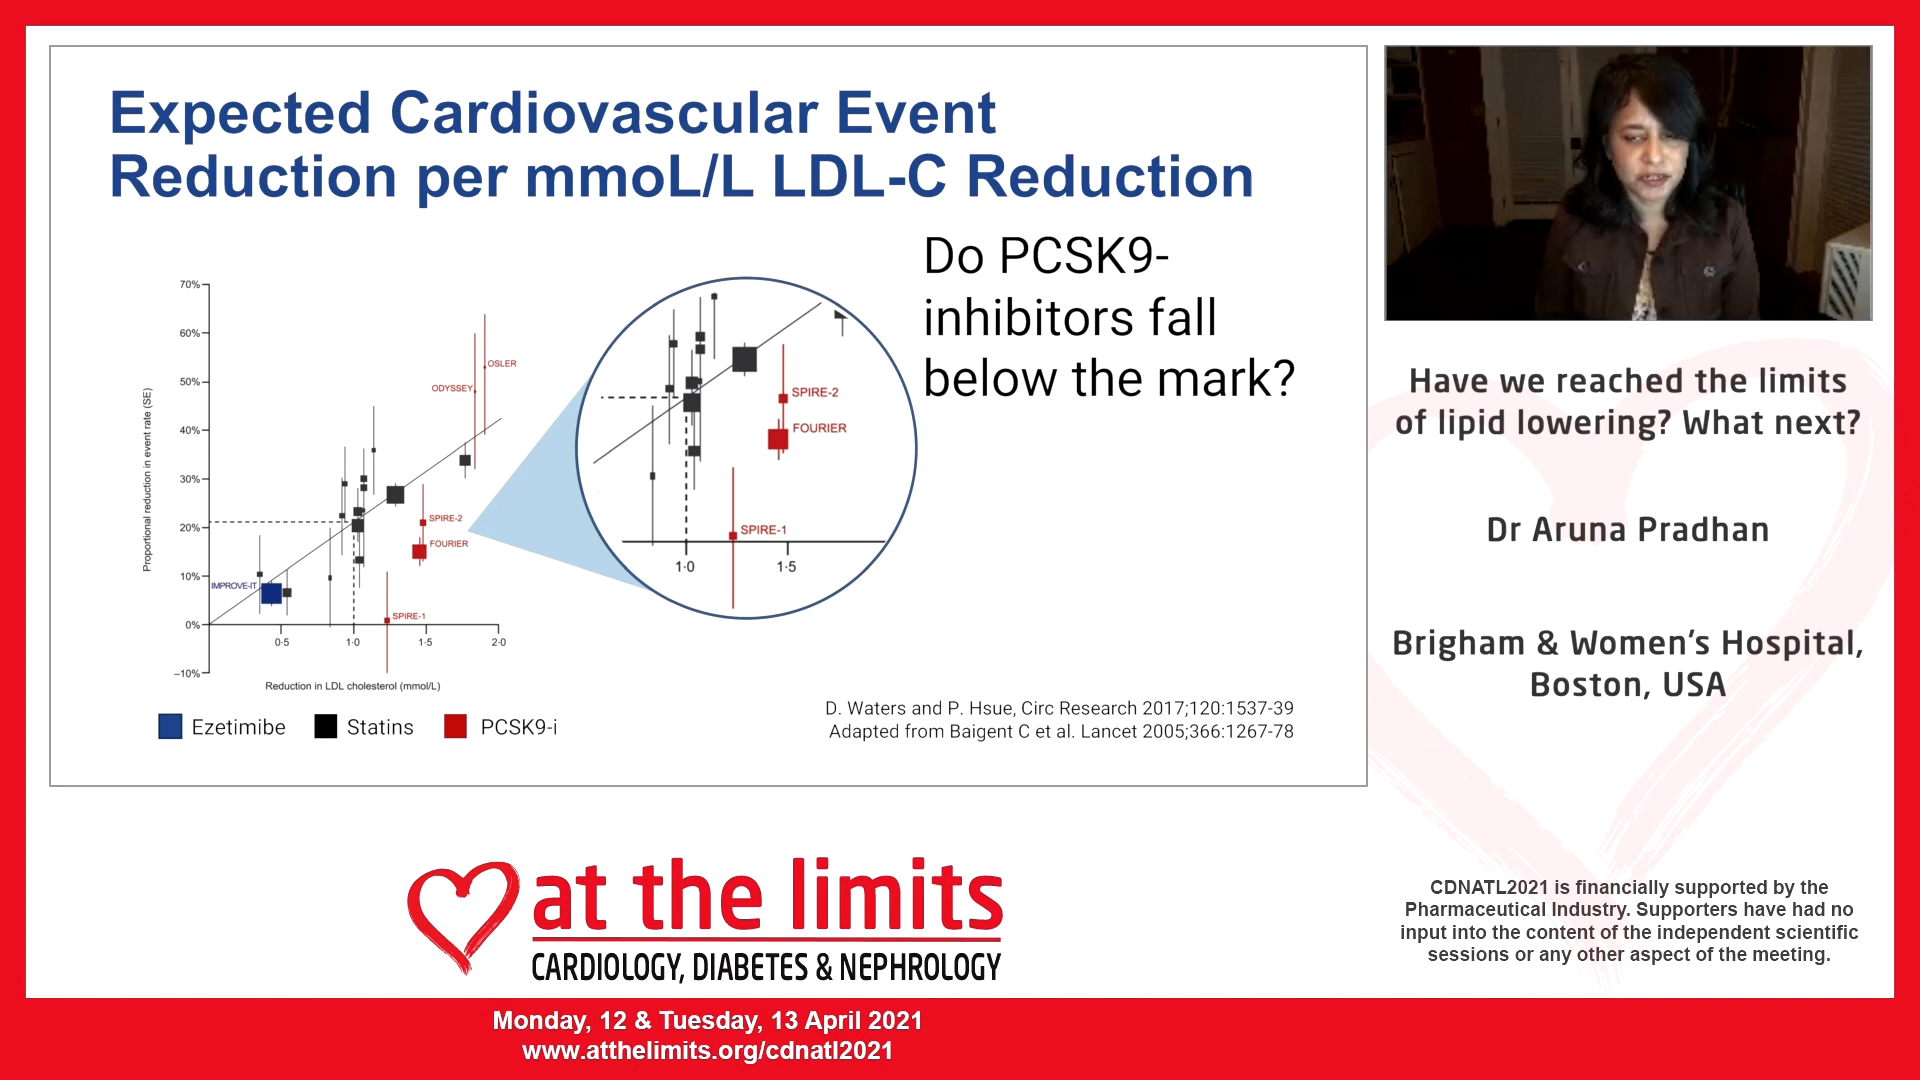 Expected Cardiovascular Event
Reduction per mmoL/L LDL-C Reduction
Do PCSK9-
inhibitors fall
below the mark?
Proportional reduction in event rate (SE)
70%
60%
50%
40%
30%
20%
10%
0%
–10%
0·5
1·0
1·5
2·0
Reduction in LDL cholesterol (mmol/L)
IMPROVE-IT
ODYSSEY
OSLER
SPIRE-2
FOURIER
SPIRE-1
SPIRE-2
FOURIER
SPIRE-1
1·0
1·5
Ezetimibe
Statins
PCSK9-i
D. Waters and P. Hsue, Circ Research 2017;120:1537-39
Adapted from Baigent C et al. Lancet 2005;366:1267-78
Have we reached the limits
of lipid lowering? What next?
Dr Aruna Pradhan
Brigham & Women's Hospital,
Boston, USA
CDNATL2021 is financially supported by the
Pharmaceutical Industry. Supporters have had no
input into the content of the independent scientific
sessions or any other aspect of the meeting.
at the limits
CARDIOLOGY, DIABETES & NEPHROLOGY
Monday, 12 & Tuesday, 13 April 2021
www.atthelimits.org/cdnatl2021